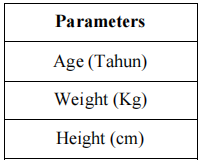 Parameters
Age (Tahun)
Weight (Kg)
Height (cm)